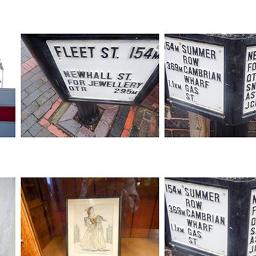 FLEET ST. 154M
NEWHALL ST.
FOR JEWELLERY
QTR 295M
154M SUMMER
ROW
369M CAMBRIAN
WHARF
1.1KM GAS
ST.
154M SUMMER
ROW
369M CAMBRIAN
WHARF
1.1KM GAS
ST.